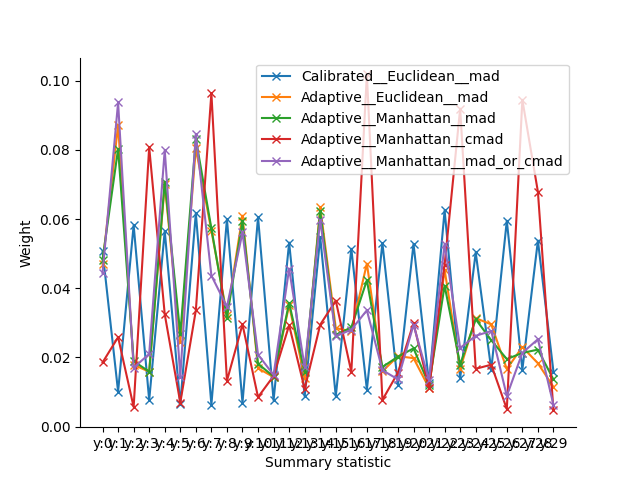 0.10
0.08
0.06
0.04
0.02
0.00
Weight
Calibrated__Euclidean__mad
Adaptive__Euclidean__mad
Adaptive__Manhattan__mad
Adaptive__Manhattan__cmad
Adaptive__Manhattan__mad_or_cmad
y:0 y:1 y:2 y:3 y:4 y:5 y:6 y:7 y:8 y:9 y:10 y:11 y:12 y:13 y:14 y:15 y:16 y:17 y:18 y:19 y:20 y:21 y:22 y:23 y:24 y:25 y:26 y:27 y:28 y:29
Summary statistic